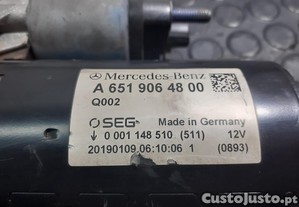 Mercedes-Benz
A 651 906 48 00
Q002
SEG Made in Germany
0 001 148 510 (511) 12V
20190109.06:10:06 1 (0893)
CustoJusto.pt